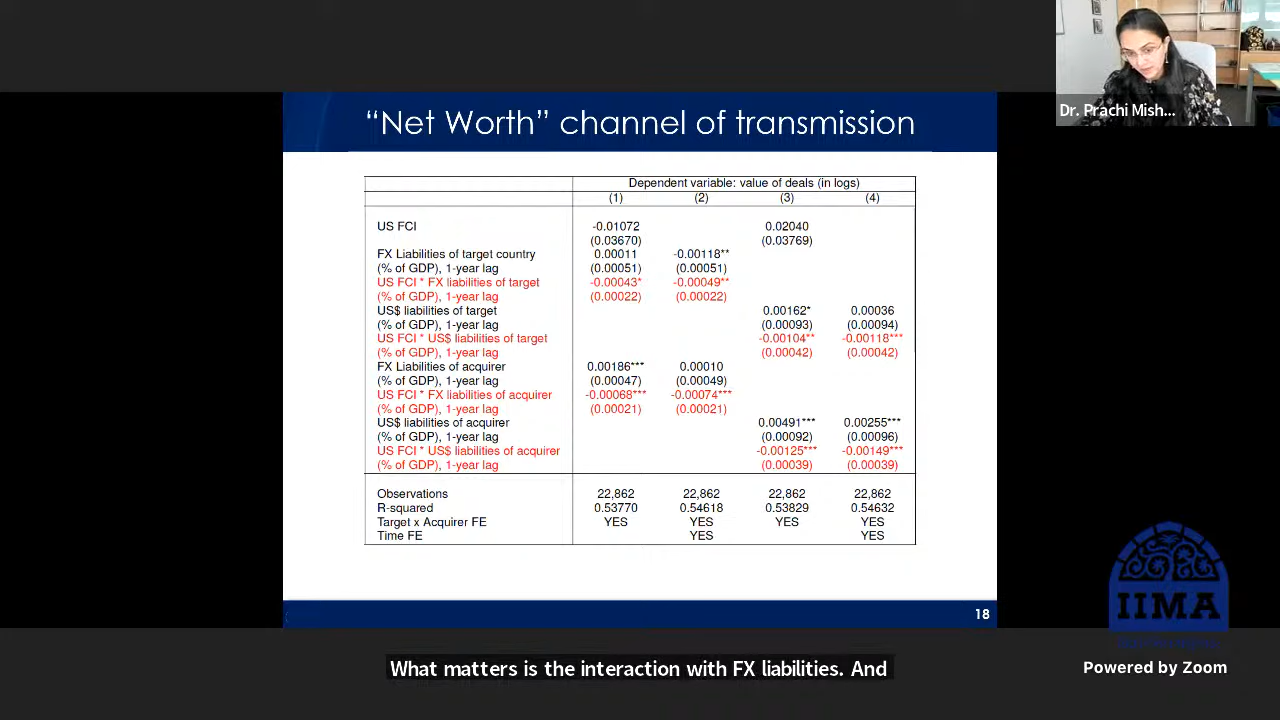 Dr. Prachi Mish...
“Net Worth” channel of transmission
Dependent variable: value of deals (in logs)
(1) (2) (3) (4)
US FCI -0.01072 0.02040
(0.03670) (0.03769)
FX Liabilities of target country 0.00011 -0.00118**
(% of GDP), 1-year lag (0.00051) (0.00051)
US FCI * FX liabilities of target -0.00043* -0.00049**
(% of GDP), 1-year lag (0.00022) (0.00022)
US$ liabilities of target 0.00162* 0.00036
(% of GDP), 1-year lag (0.00093) (0.00094)
US FCI * US$ liabilities of target -0.00104** -0.00118***
(% of GDP), 1-year lag (0.00042) (0.00042)
FX Liabilities of acquirer 0.00186*** 0.00010
(% of GDP), 1-year lag (0.00047) (0.00049)
US FCI * FX liabilities of acquirer -0.00068*** -0.00074***
(% of GDP), 1-year lag (0.00021) (0.00021)
US$ liabilities of acquirer 0.00491*** 0.00255***
(% of GDP), 1-year lag (0.00092) (0.00096)
US FCI * US$ liabilities of acquirer -0.00125*** -0.00149***
(% of GDP), 1-year lag (0.00039) (0.00039)
Observations 22,862 22,862 22,862 22,862
R-squared 0.53770 0.54618 0.53829 0.54632
Target x Acquirer FE YES YES YES YES
Time FE YES YES
18
IIMA
Powered by Zoom
What matters is the interaction with FX liabilities. And